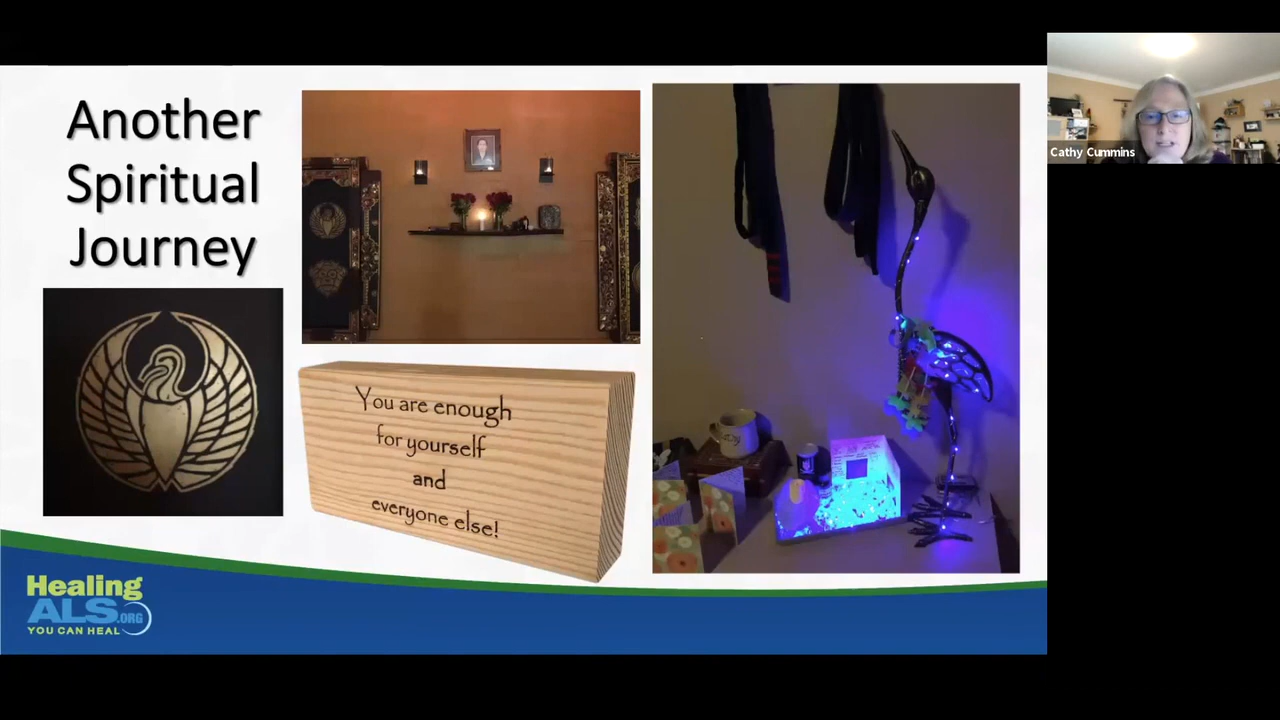 Another
Spiritual
Journey
You are enough
for yourself
and
everyone else!
Healing
ALS.ORG
YOU CAN HEAL
Cathy Cummins